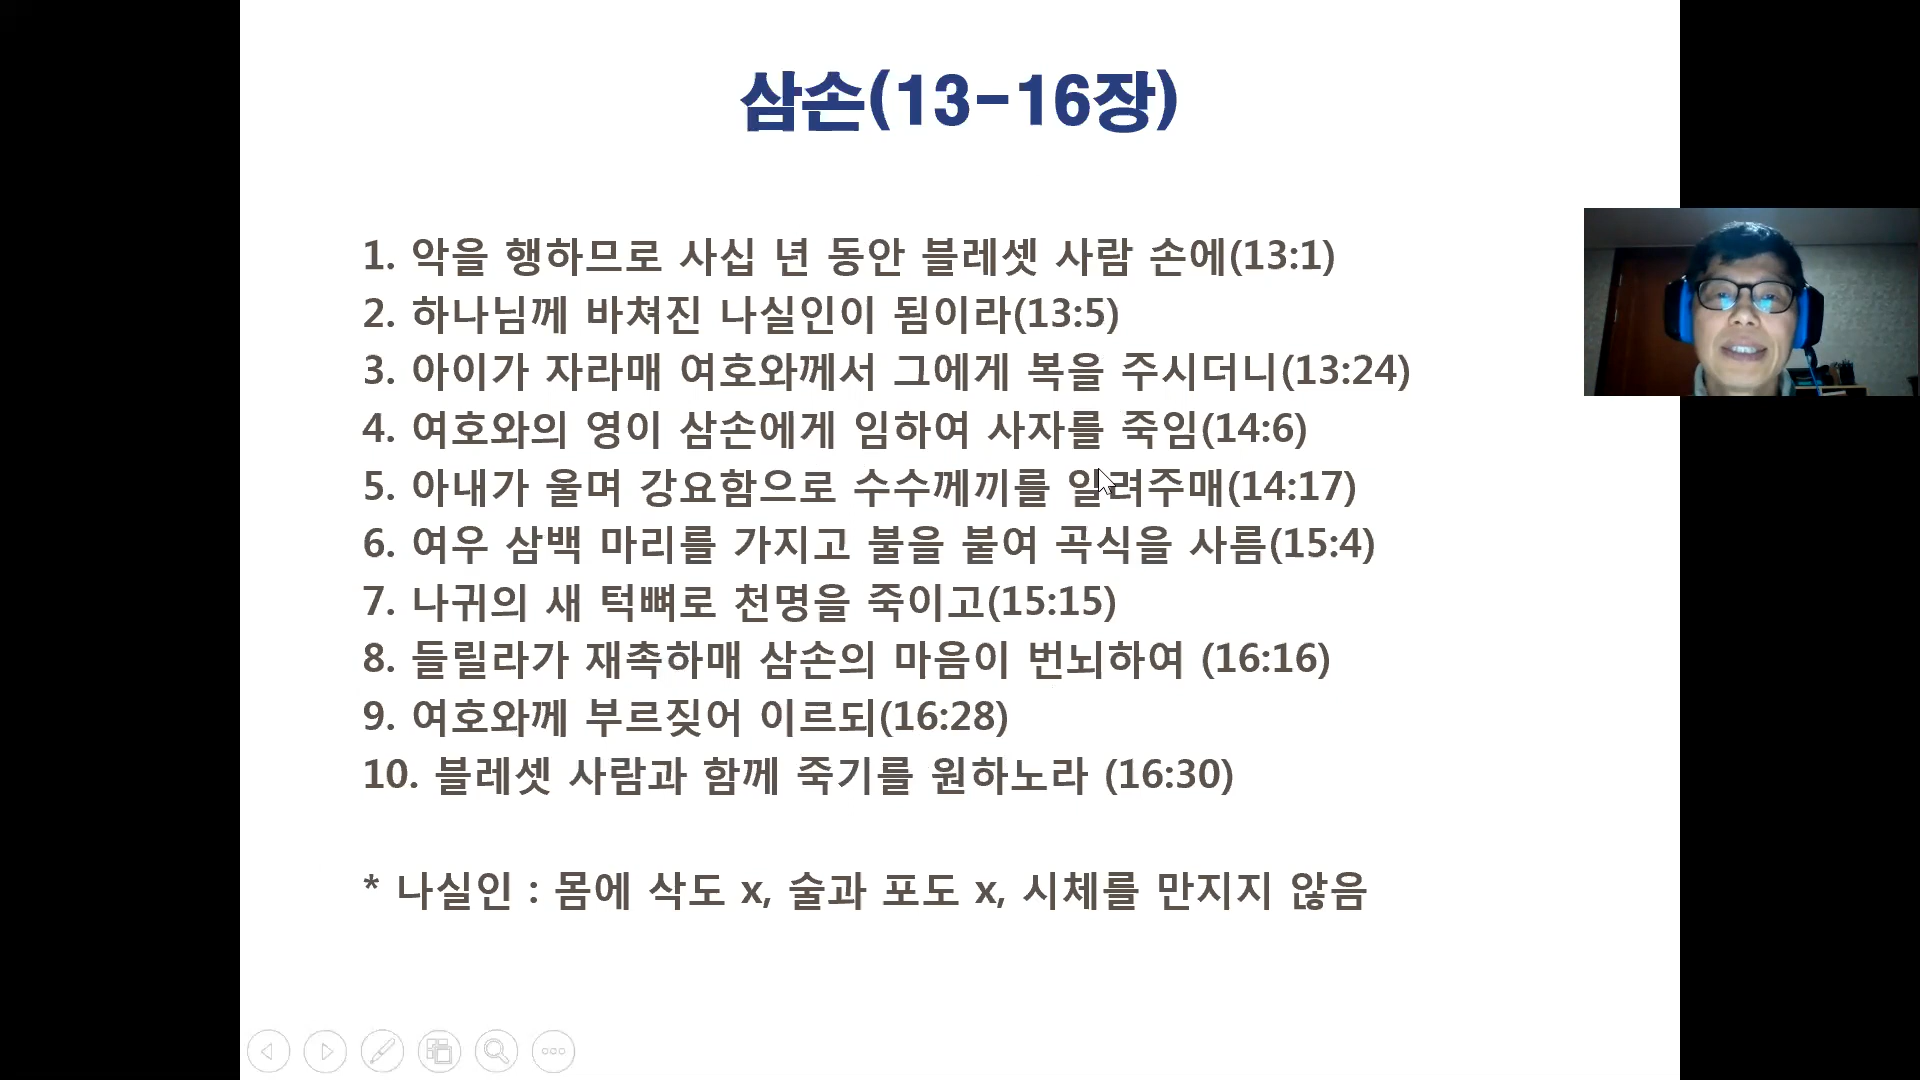 삼손(13-16장)
1. 악을 행하므로 사십 년 동안 블레셋 사람 손에(13:1)
2. 하나님께 바쳐진 나실인이 됨이라(13:5)
3. 아이가 자라매 여호와께서 그에게 복을 주시더니(13:24)
4. 여호와의 영이 삼손에게 임하여 사자를 죽임(14:6)
5. 아내가 울며 강요함으로 수수께끼를 알려주매(14:17)
6. 여우 삼백 마리를 가지고 불을 붙여 곡식을 사름(15:4)
7. 나귀의 새 턱뼈로 천명을 죽이고(15:15)
8. 들릴라가 재촉하매 삼손의 마음이 번뇌하여 (16:16)
9. 여호와께 부르짖어 이르되(16:28)
10. 블레셋 사람과 함께 죽기를 원하노라 (16:30)
* 나실인 : 몸에 삭도 x, 술과 포도 x, 시체를 만지지 않음